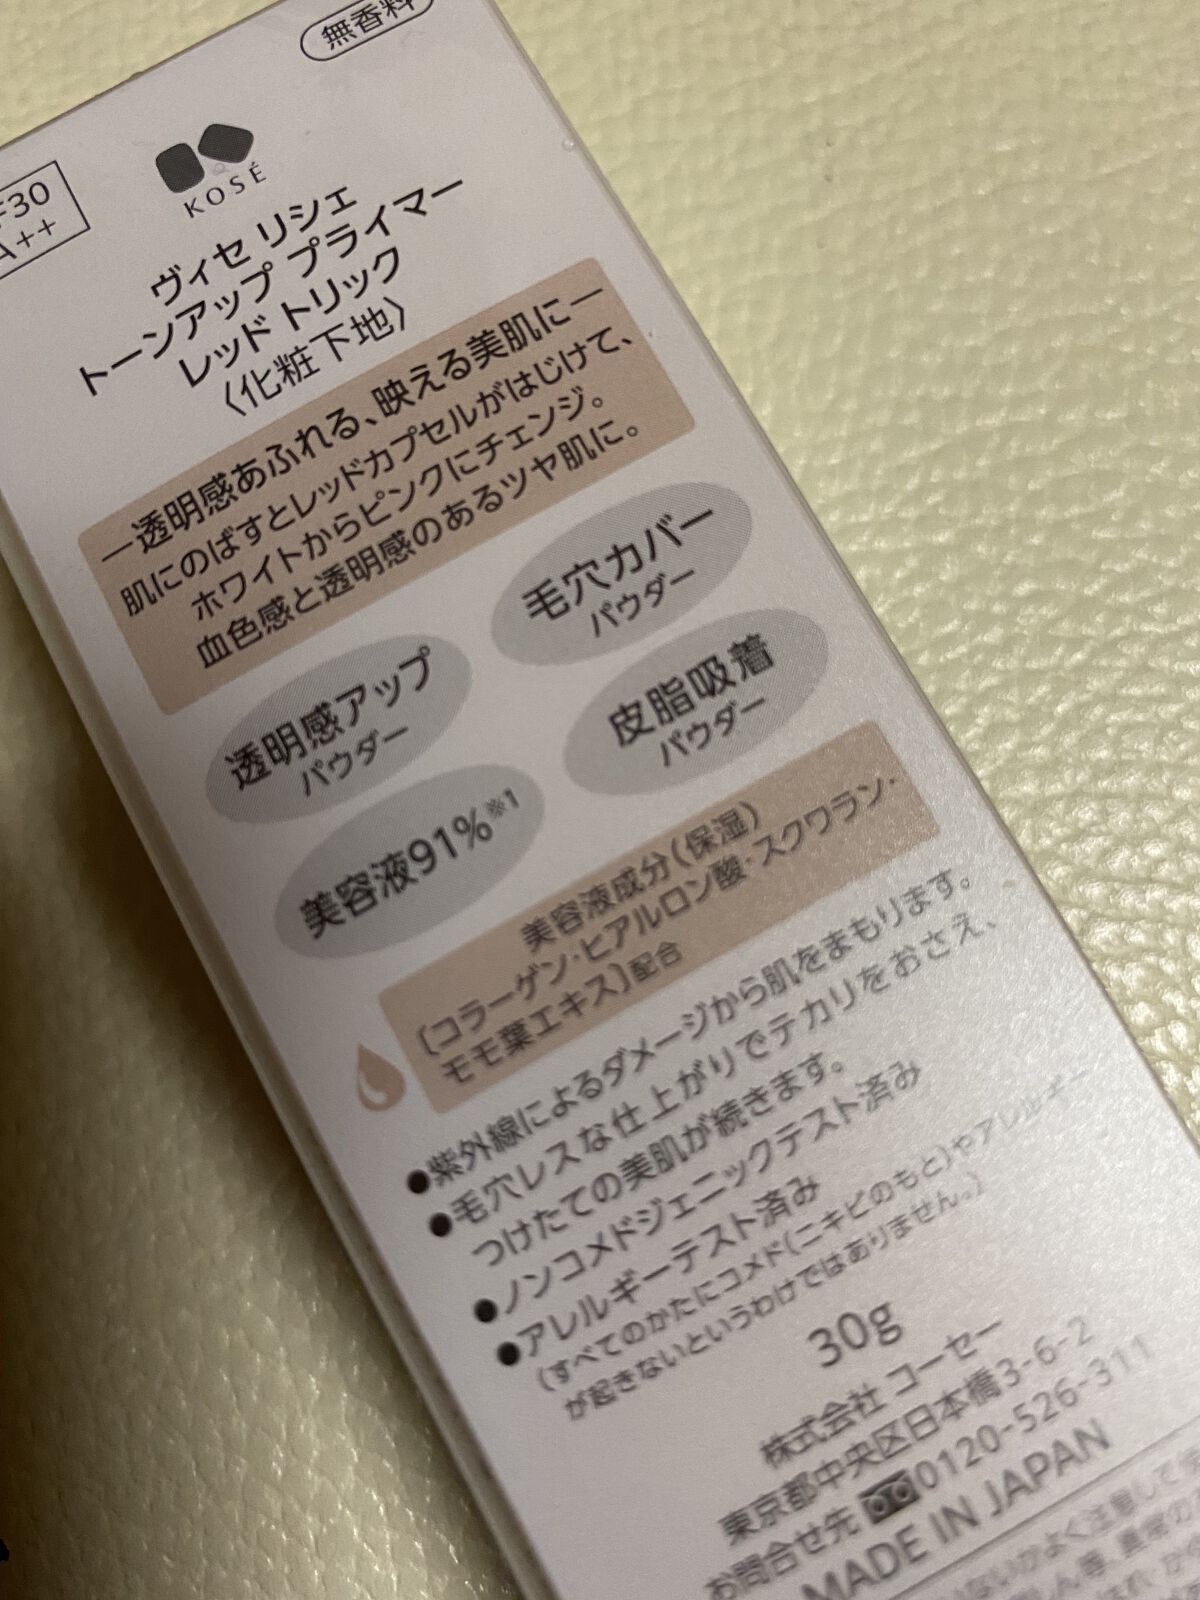 無香料
F30
A++
KOSÉ
ヴィセ リシェ
トーンアップ プライマー
レッド トリック
〈化粧下地〉
―透明感あふれる、映える美肌に―
肌にのばすとレッドカプセルがはじけて、
ホワイトからピンクにチェンジ。
血色感と透明感のあるツヤ肌に。
毛穴カバー
パウダー
透明感アップ
パウダー
皮脂吸着
パウダー
美容液91%※1
美容液成分(保湿)
〔コラーゲン・ヒアルロン酸・スクワラン・
モモ葉エキス〕配合
●紫外線によるダメージから肌をまもります。
●毛穴レスな仕上がりでテカリをおさえ、
つけたての美肌が続きます。
●ノンコメドジェニックテスト済み
●アレルギーテスト済み
(すべてのかたにコメド(ニキビのもと)やアレルギー
が起きないというわけではありません。)
30g
株式会社 コーセー
東京都中央区日本橋3-6-2
お問合せ先 0120-526-311
MADE IN JAPAN